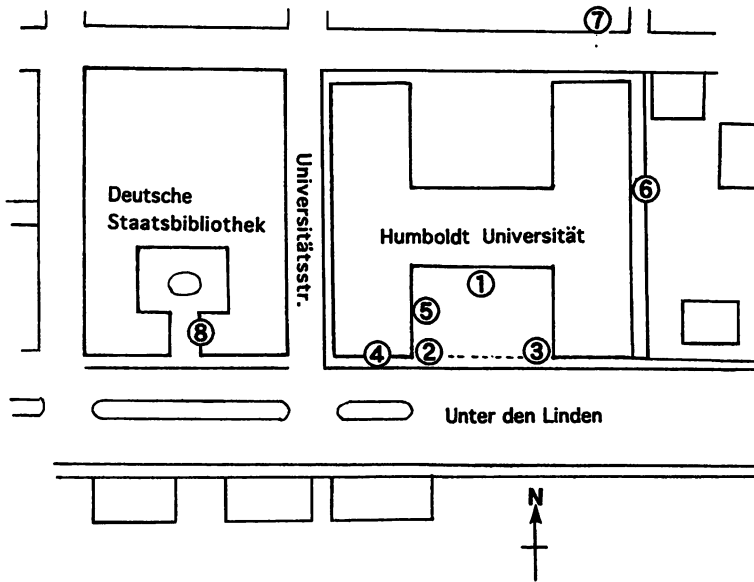 ⑦
Deutsche
Staatsbibliothek
Universitätsstr.
Humboldt Universität
⑥
①
⑤
⑧
④
②
③
Unter den Linden
N